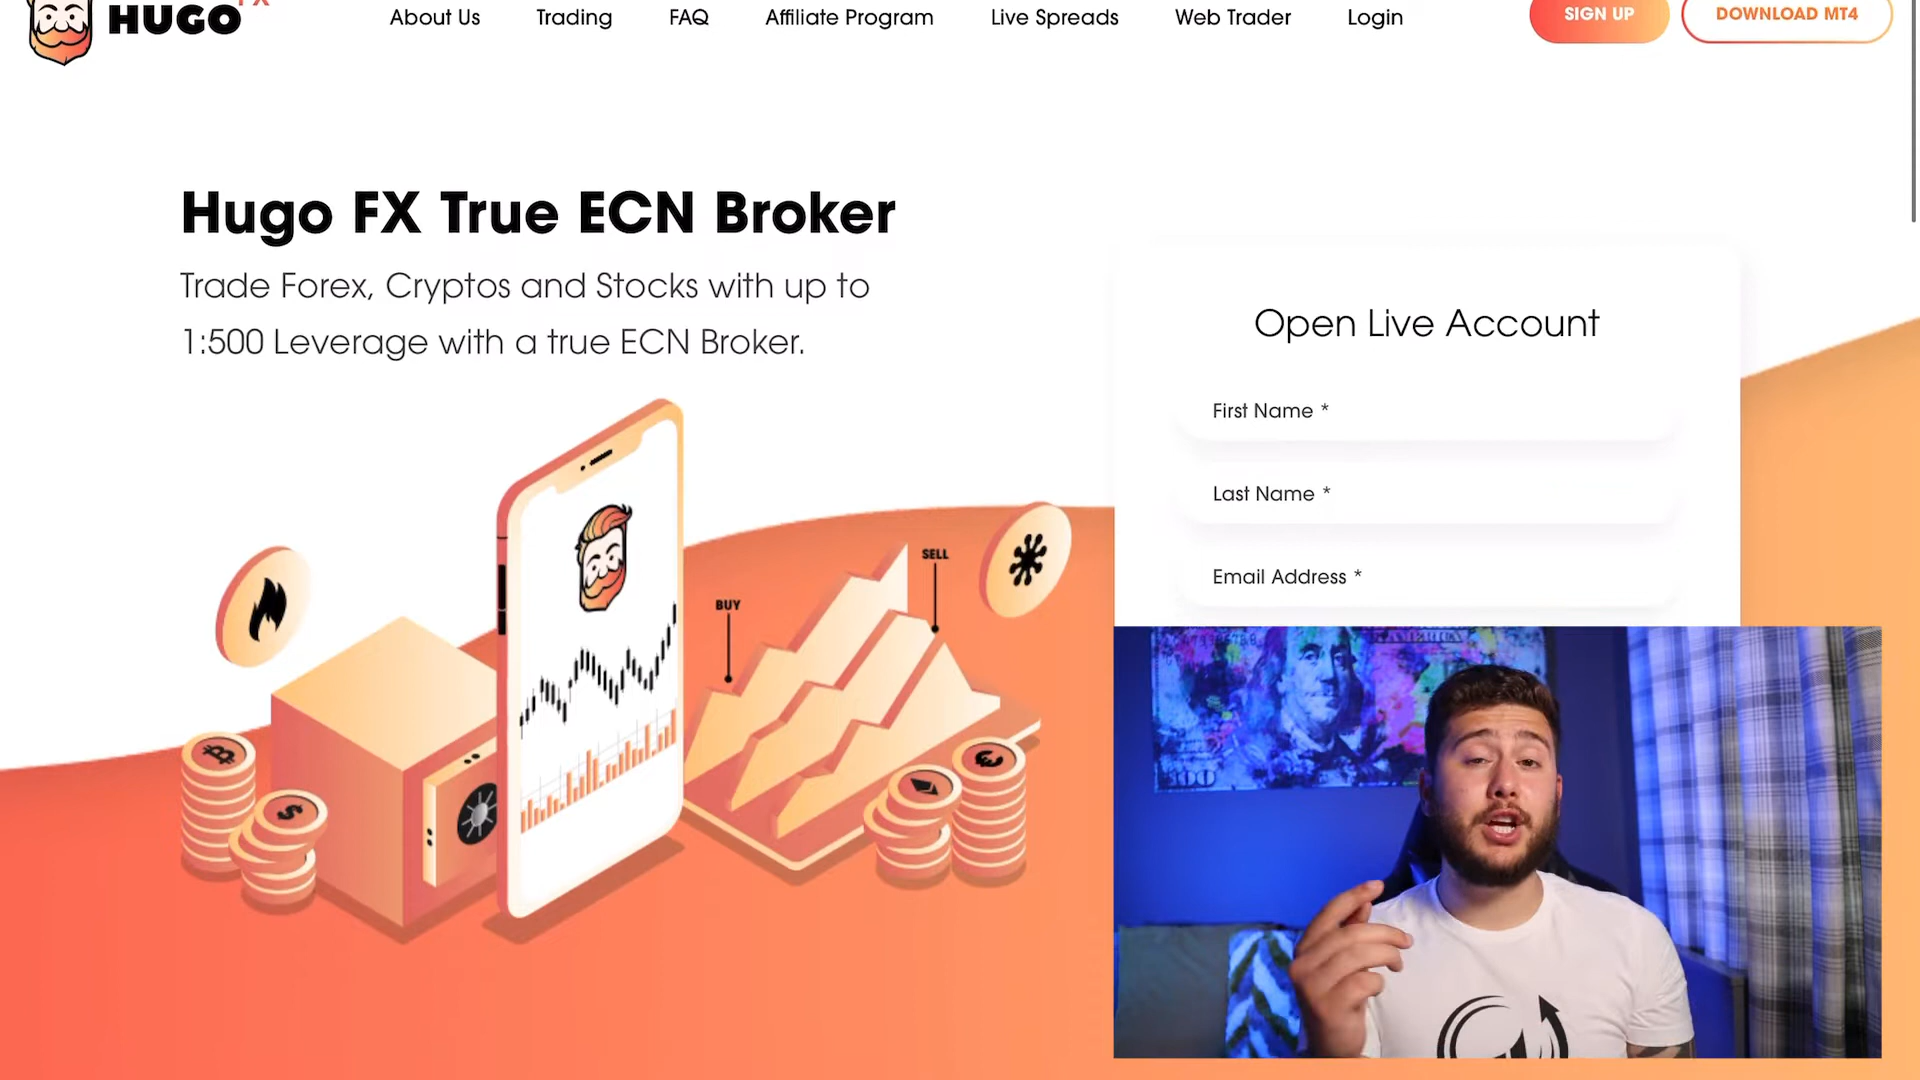 HUGO FX
About Us
Trading
FAQ
Affiliate Program
Live Spreads
Web Trader
Login
SIGN UP
DOWNLOAD MT4
Hugo FX True ECN Broker
Trade Forex, Cryptos and Stocks with up to
1:500 Leverage with a true ECN Broker.
Open Live Account
First Name *
Last Name *
Email Address *
BUY
SELL
100